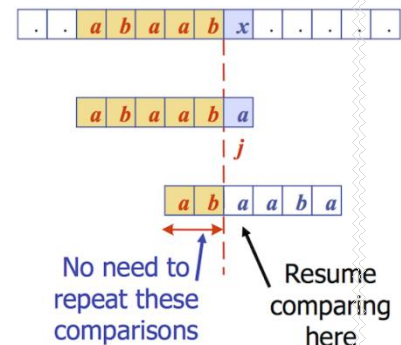 . . a b a a b x . . . . .
a b a a b a
j
a b a a b a
No need to
repeat these
comparisons
Resume
comparing
here